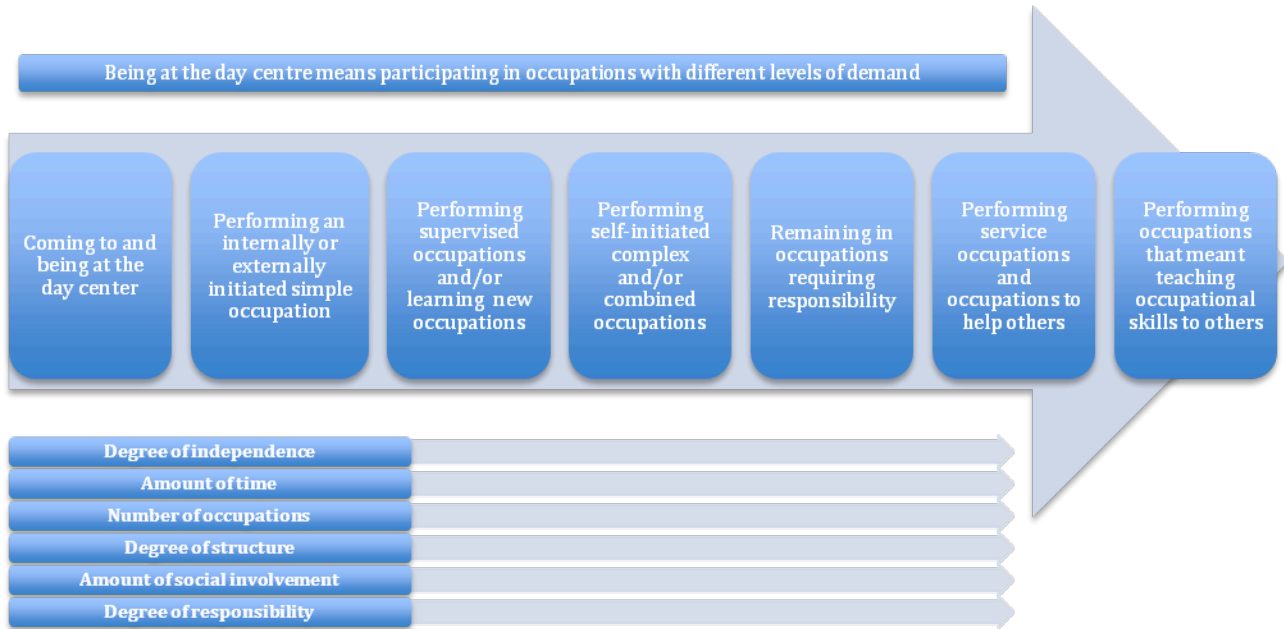 Being at the day centre means participating in occupations with different levels of demand
Coming to and
being at the
day center
Performing an
internally or
externally
initiated simple
occupation
Performing
supervised
occupations
and/or
learning new
occupations
Performing
self-initiated
complex
and/or
combined
occupations
Remaining in
occupations
requiring
responsibility
Performing
service
occupations
and
occupations to
help others
Performing
occupations
that meant
teaching
occupational
skills to others
Degree of independence
Amount of time
Number of occupations
Degree of structure
Amount of social involvement
Degree of responsibility